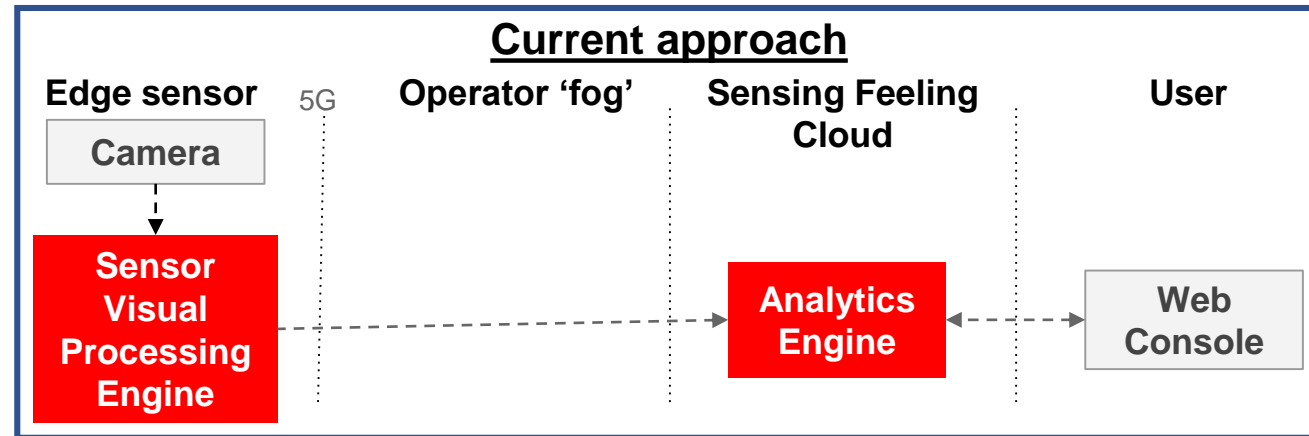 Current approach
Edge sensor
5G
Operator ‘fog’
Sensing Feeling
Cloud
User
Camera
Sensor
Visual
Processing
Engine
Analytics
Engine
Web
Console